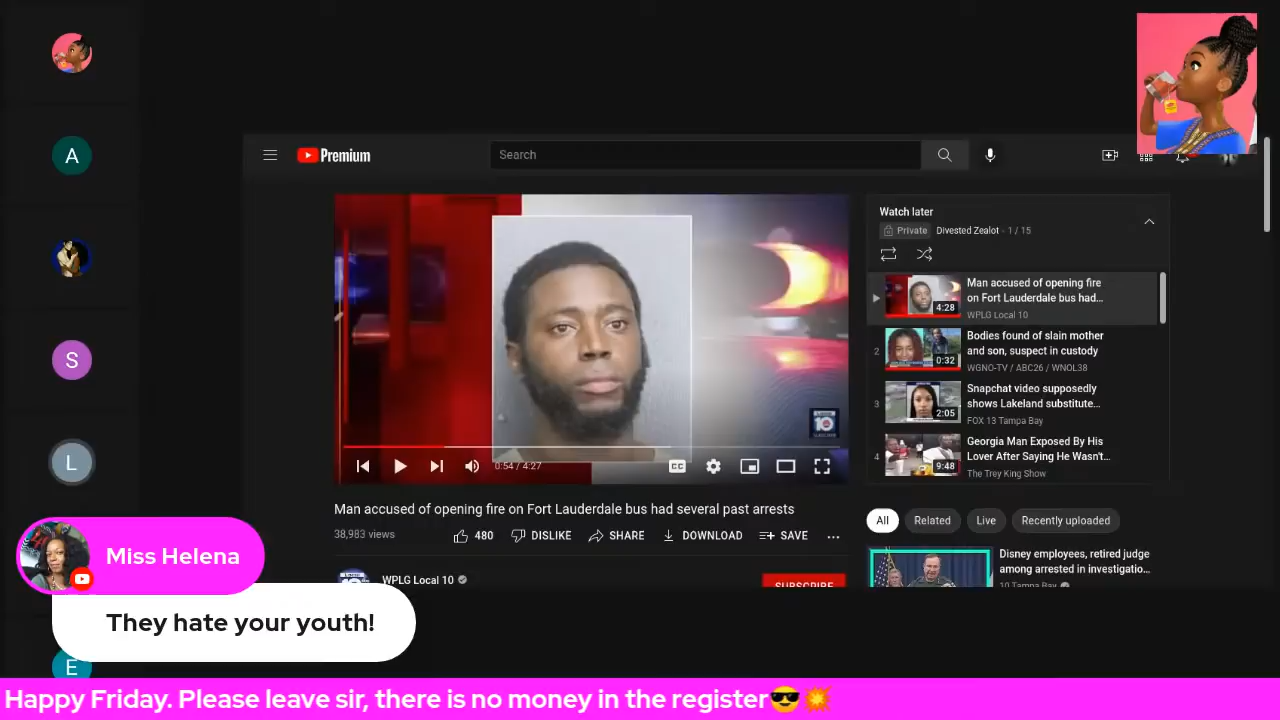 A
S
L
E
Premium
Search
CC
0:54 / 4:27
10
Man accused of opening fire on Fort Lauderdale bus had several past arrests
38,983 views
480
DISLIKE
SHARE
DOWNLOAD
SAVE
WPLG Local 10
SUBSCRIBE
Watch later
Private
Divested Zealot - 1 / 15
4:28
Man accused of opening fire
on Fort Lauderdale bus had...
WPLG Local 10
2
0:32
Bodies found of slain mother
and son, suspect in custody
WGNO-TV / ABC26 / WNOL38
3
2:05
Snapchat video supposedly
shows Lakeland substitute...
FOX 13 Tampa Bay
4
9:48
Georgia Man Exposed By His
Lover After Saying He Wasn't...
The Trey King Show
All
Related
Live
Recently uploaded
Disney employees, retired judge
among arrested in investigatio...
10 Tampa Bay
Miss Helena
They hate your youth!
Happy Friday. Please leave sir, there is no money in the register😎💥